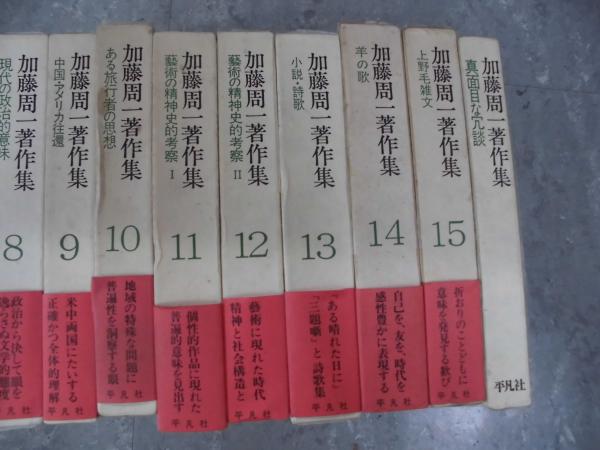 加藤周一著作集
現代の政治的意味
8
政治から決して眼を
逸らさぬ文学的態度
平凡社
加藤周一著作集
中国・アメリカ往還
9
米中両国にたいする
正確かつ全体的理解
平凡社
加藤周一著作集
ある旅行者の思想
10
地域の特殊な問題に
普遍性を洞察する眼
平凡社
加藤周一著作集
藝術の精神史的考察 I
11
個性的作品に現れた
普遍的意味を見出す
平凡社
加藤周一著作集
藝術の精神史的考察 II
12
藝術に現れた時代
精神と社会構造と
平凡社
加藤周一著作集
小説・詩歌
13
『ある晴れた日に』
『三題噺』と詩歌集
平凡社
加藤周一著作集
羊の歌
14
自己を、友を、時代を
感性豊かに表現する
平凡社
加藤周一著作集
上野毛雑文
15
折おりのことどもに
意味を発見する歓び
平凡社
加藤周一著作集
真面目な冗談
平凡社